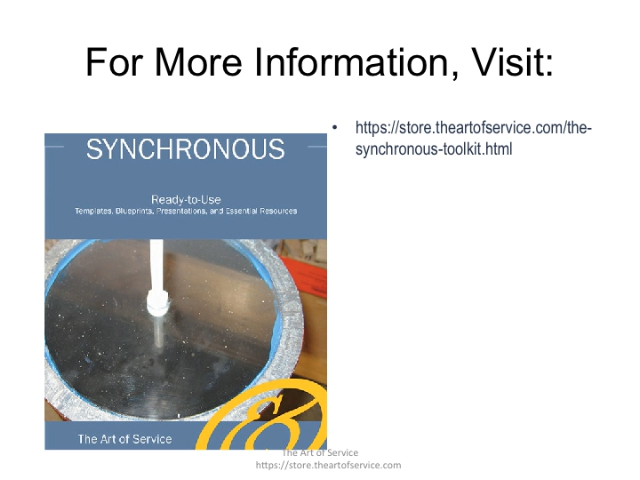 For More Information, Visit:
• https://store.theartofservice.com/the-
synchronous-toolkit.html
SYNCHRONOUS
Ready-to-Use
Templates, Blueprints, Presentations, and Essential Resources
The Art of Service
The Art of Service
https://store.theartofservice.com